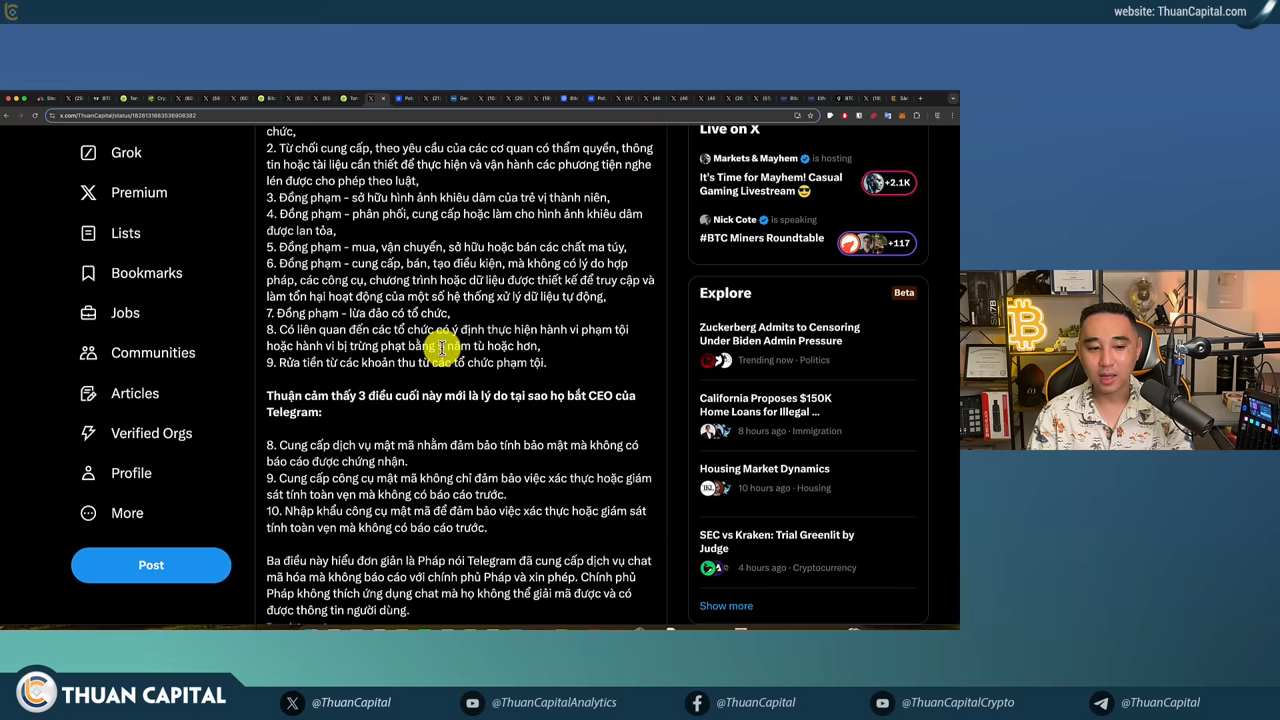 website: ThuanCapital.com
x.com/ThuanCapital/status/1828131683536908382
Grok
Premium
Lists
Bookmarks
Jobs
Communities
Articles
Verified Orgs
Profile
More
Post
chức,
2. Từ chối cung cấp, theo yêu cầu của các cơ quan có thẩm quyền, thông
tin hoặc tài liệu cần thiết để thực hiện và vận hành các phương tiện nghe
lén được cho phép theo luật,
3. Đồng phạm - sở hữu hình ảnh khiêu dâm của trẻ vị thành niên,
4. Đồng phạm - phân phối, cung cấp hoặc làm cho hình ảnh khiêu dâm
được lan tỏa,
5. Đồng phạm - mua, vận chuyển, sở hữu hoặc bán các chất ma túy,
6. Đồng phạm - cung cấp, bán, tạo điều kiện, mà không có lý do hợp
pháp, các công cụ, chương trình hoặc dữ liệu được thiết kế để truy cập và
làm tổn hại hoạt động của một số hệ thống xử lý dữ liệu tự động,
7. Đồng phạm - lừa đảo có tổ chức,
8. Có liên quan đến các tổ chức có ý định thực hiện hành vi phạm tội
hoặc hành vi bị trừng phạt bằng năm tù hoặc hơn,
9. Rửa tiền từ các khoản thu từ các tổ chức phạm tội.
Thuận cảm thấy 3 điều cuối này mới là lý do tại sao họ bắt CEO của
Telegram:
8. Cung cấp dịch vụ mật mã nhằm đảm bảo tính bảo mật mà không có
báo cáo được chứng nhận.
9. Cung cấp công cụ mật mã không chỉ đảm bảo việc xác thực hoặc giám
sát tính toàn vẹn mà không có báo cáo trước.
10. Nhập khẩu công cụ mật mã để đảm bảo việc xác thực hoặc giám sát
tính toàn vẹn mà không có báo cáo trước.
Ba điều này hiểu đơn giản là Pháp nói Telegram đã cung cấp dịch vụ chat
mã hóa mà không báo cáo với chính phủ Pháp và xin phép. Chính phủ
Pháp không thích ứng dụng chat mà họ không thể giải mã được và có
được thông tin người dùng.
Live on X
Markets & Mayhem is hosting
It's Time for Mayhem! Casual
Gaming Livestream 😎
+2.1K
Nick Cote is speaking
#BTC Miners Roundtable
+117
Explore
Beta
Zuckerberg Admits to Censoring
Under Biden Admin Pressure
Trending now · Politics
California Proposes $150K
Home Loans for Illegal ...
8 hours ago · Immigration
Housing Market Dynamics
10 hours ago · Housing
SEC vs Kraken: Trial Greenlit by
Judge
4 hours ago · Cryptocurrency
Show more
SM7B
THUAN CAPITAL
@ThuanCapital
@ThuanCapitalAnalytics
@ThuanCapital
@ThuanCapitalCrypto
@ThuanCapital